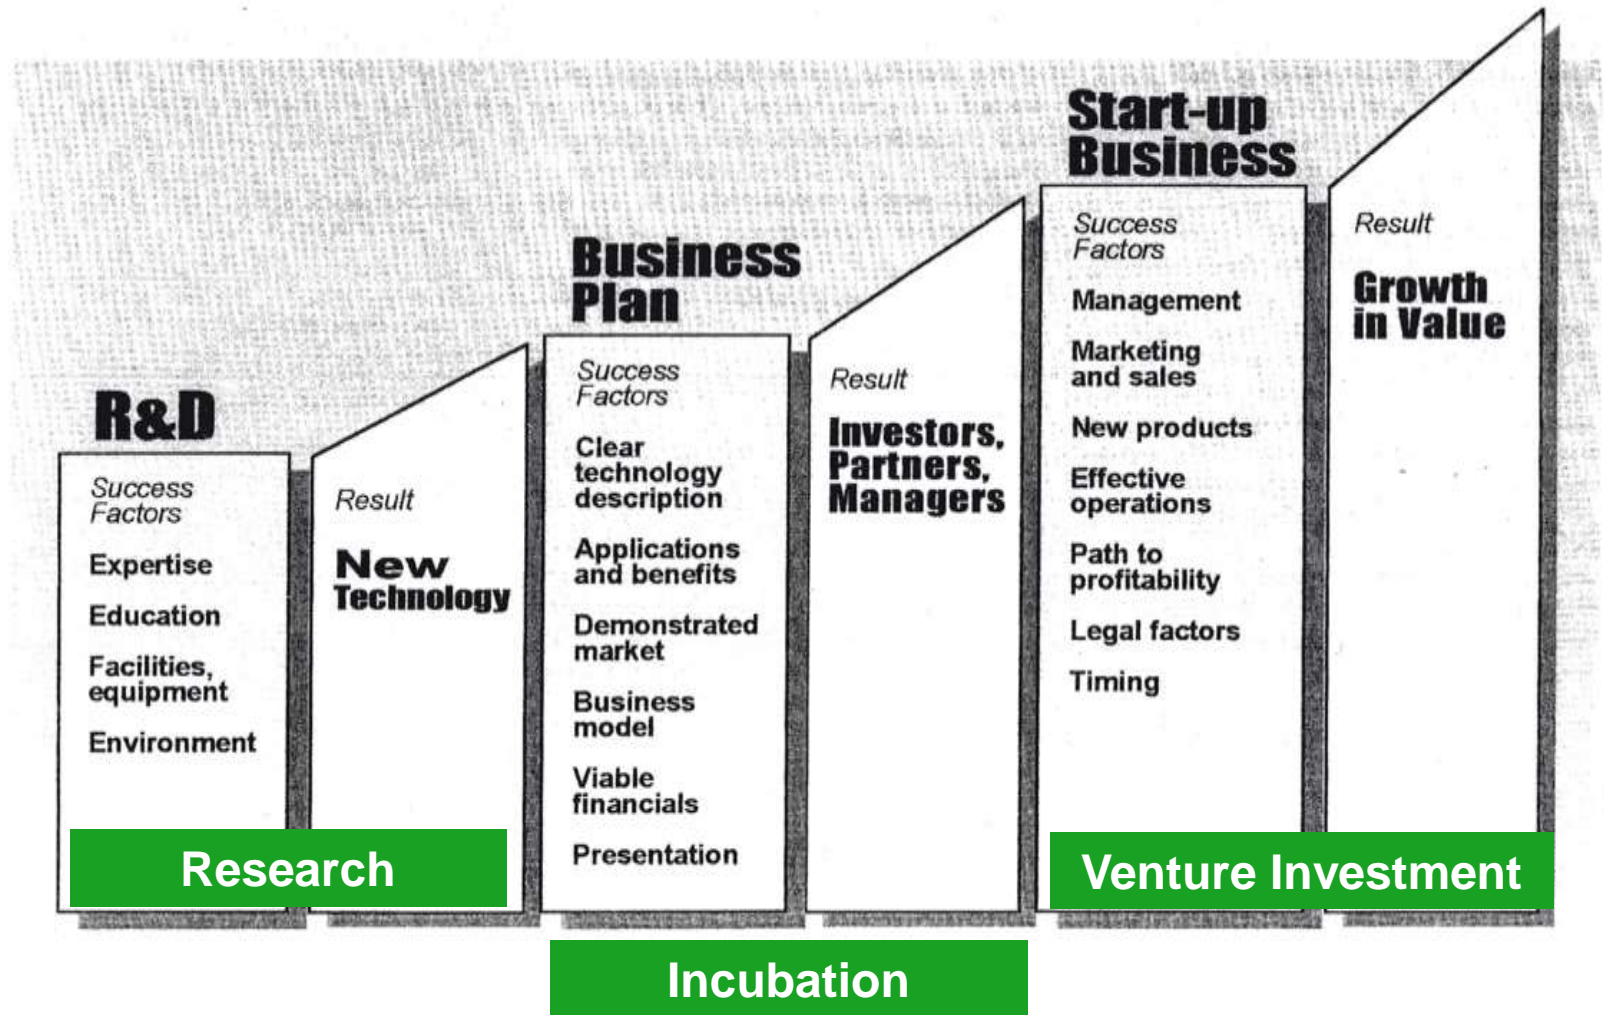 R&D
Success
Factors
Expertise
Education
Facilities,
equipment
Environment
Result
New
Technology
Research
Business
Plan
Success
Factors
Clear
technology
description
Applications
and benefits
Demonstrated
market
Business
model
Viable
financials
Presentation
Result
Investors,
Partners,
Managers
Incubation
Start-up
Business
Success
Factors
Management
Marketing
and sales
New products
Effective
operations
Path to
profitability
Legal factors
Timing
Result
Growth
in Value
Venture Investment